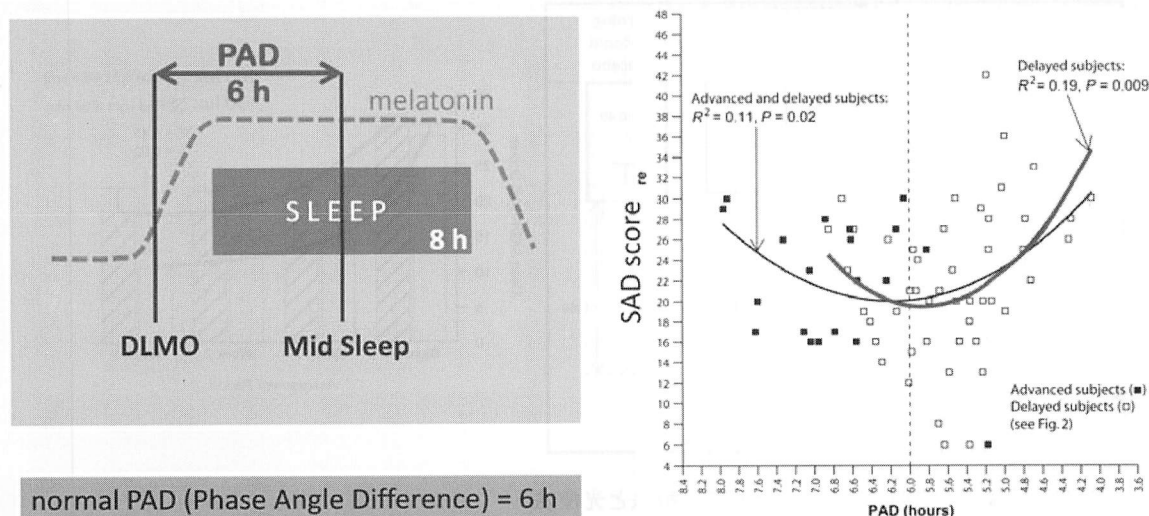 PAD
6 h
melatonin
SLEEP
8 h
DLMO
Mid Sleep
normal PAD (Phase Angle Difference) = 6 h
SAD score
re
48
46
44
42
40
38
36
34
32
30
28
26
24
22
20
18
16
14
12
10
8
6
4
Advanced and delayed subjects:
R² = 0.11, P = 0.02
Delayed subjects:
R² = 0.19, P = 0.009
Advanced subjects (■)
Delayed subjects (□)
(see Fig. 2)
8.4 8.0 7.8 7.6 7.4 7.2 7.0 6.8 6.6 6.4 6.2 6.0 5.8 5.6 5.4 5.2 5.0 4.8 4.6 4.4 4.2 4.0 3.6
PAD (hours)